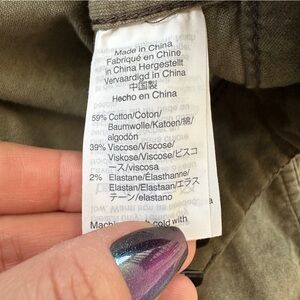 Made in China
Fabriqué en Chine
in China Hergestellt
Vervaardigd in China
中国製
Hecho en China
59% Cotton/Coton/
Baumwolle/Katoen/綿/
algodón
39% Viscose/Viscose/
Viskose/Viscose/ビスコ
ース/viscosa
2% Elastane/Élasthanne/
Elastan/Elastaan/エラス
テーン/elastano
cold with